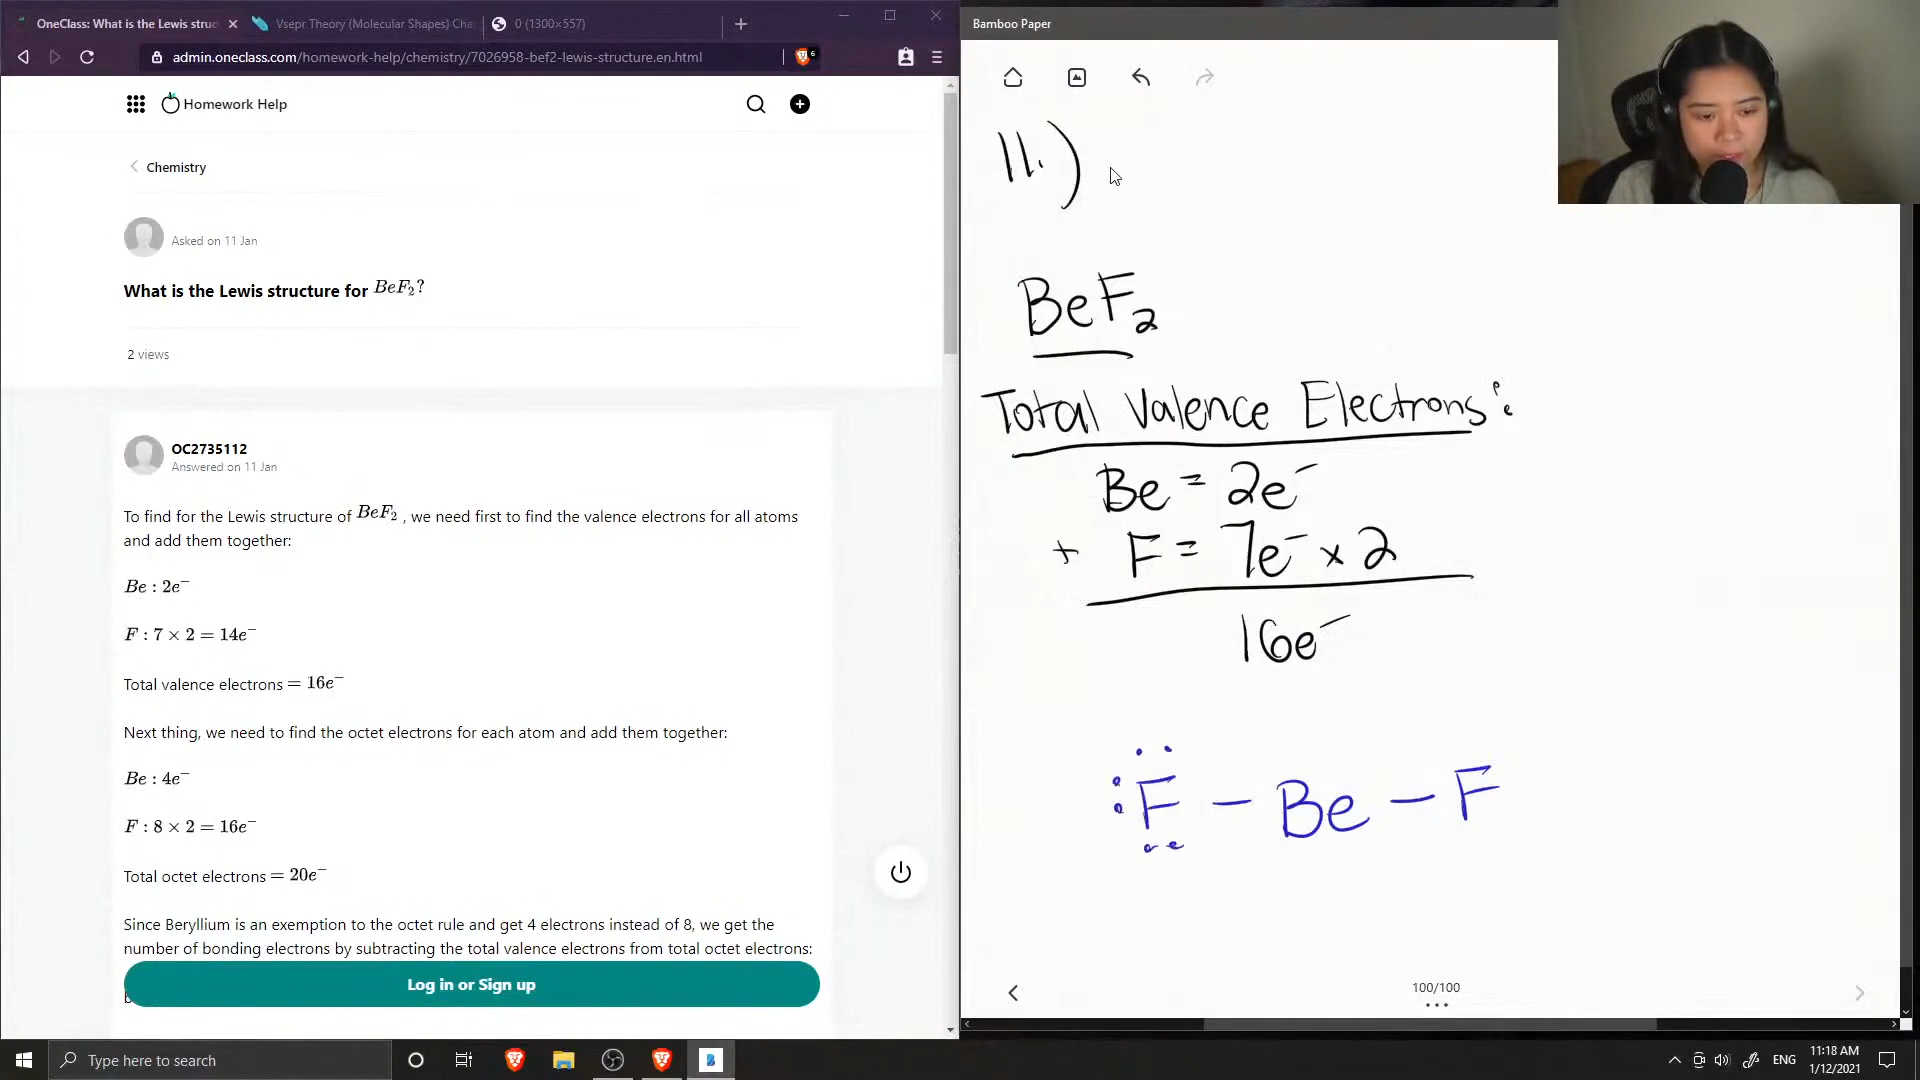 OneClass: What is the Lewis struc
Vsepr Theory (Molecular Shapes) Cha
0 (1300×557)
admin.oneclass.com/homework-help/chemistry/7026958-bef2-lewis-structure.en.html
6
Homework Help
Chemistry
Asked on 11 Jan
What is the Lewis structure for BeF₂?
2 views
OC2735112
Answered on 11 Jan
To find for the Lewis structure of BeF₂ , we need first to find the valence electrons for all atoms
and add them together:
Be : 2e⁻
F : 7 × 2 = 14e⁻
Total valence electrons = 16e⁻
Next thing, we need to find the octet electrons for each atom and add them together:
Be : 4e⁻
F : 8 × 2 = 16e⁻
Total octet electrons = 20e⁻
Since Beryllium is an exemption to the octet rule and get 4 electrons instead of 8, we get the
number of bonding electrons by subtracting the total valence electrons from total octet electrons:
Log in or Sign up
Bamboo Paper
11.)
BeF₂
Total Valence Electrons:
Be = 2e⁻
+ F = 7e⁻ × 2
16e⁻
F – Be – F
100/100
Type here to search
B
ENG
11:18 AM
1/12/2021